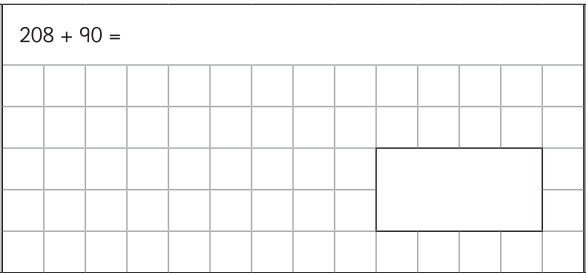 208 + 90 =